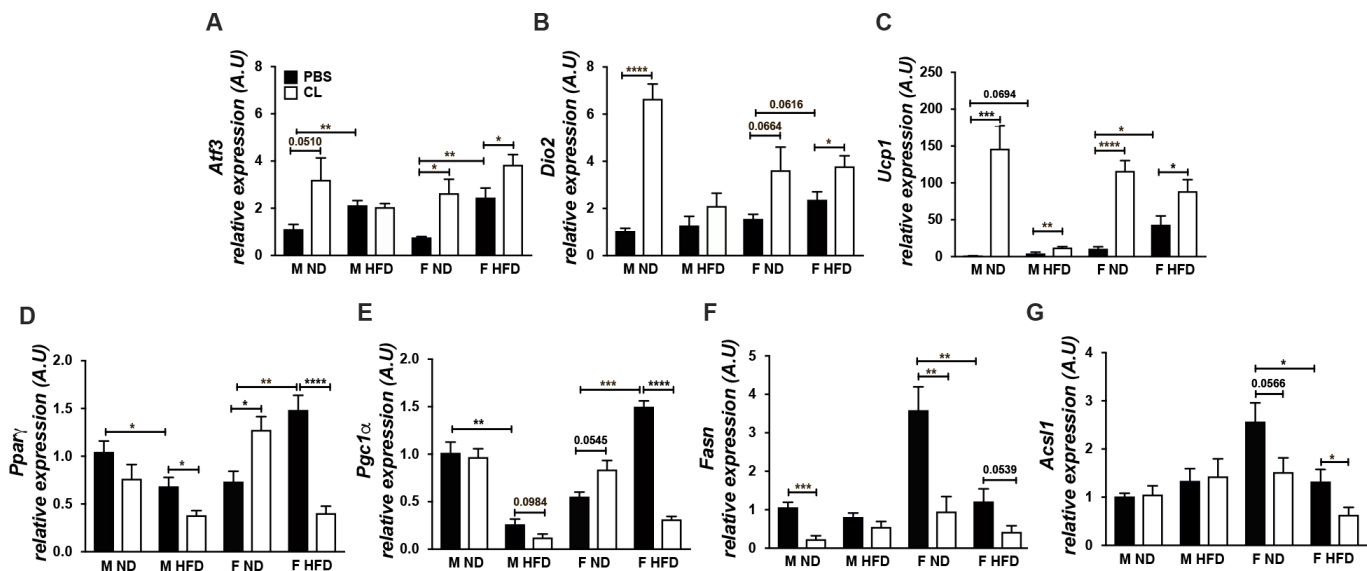 A
Atf3
relative expression (A.U)
8
6
4
2
0
PBS
CL
0.0510
**
*
**
*
M ND
M HFD
F ND
F HFD
B
Dio2
relative expression (A.U)
8
6
4
2
0
****
0.0616
0.0664
*
M ND
M HFD
F ND
F HFD
C
Ucp1
relative expression (A.U)
250
200
150
100
50
0
0.0694
***
**
*
****
*
M ND
M HFD
F ND
F HFD
D
Pparγ
relative expression (A.U)
2.0
1.5
1.0
0.5
0.0
*
*
**
*
****
M ND
M HFD
F ND
F HFD
E
Pgc1α
relative expression (A.U)
2.0
1.5
1.0
0.5
0.0
**
0.0984
***
0.0545
****
M ND
M HFD
F ND
F HFD
F
Fasn
relative expression (A.U)
5
4
3
2
1
0
***
**
**
0.0539
M ND
M HFD
F ND
F HFD
G
Acsl1
relative expression (A.U)
4
3
2
1
0
*
0.0566
*
M ND
M HFD
F ND
F HFD